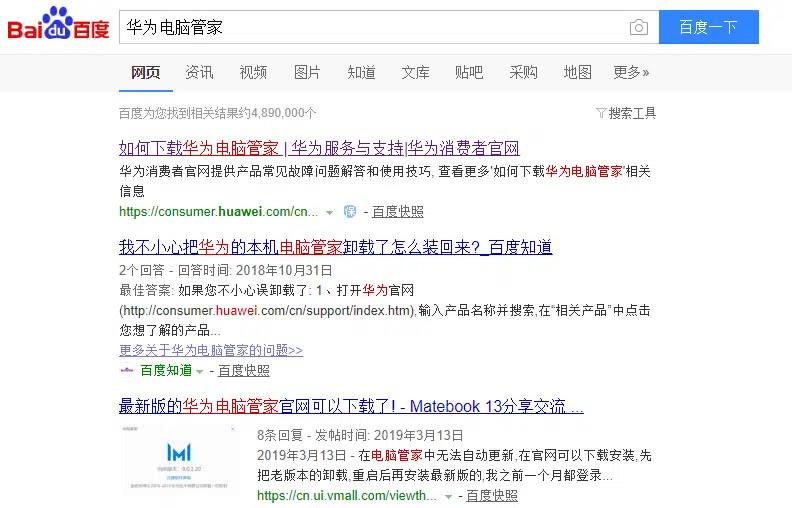 Bai du 百度
华为电脑管家
百度一下
网页 资讯 视频 图片 知道 文库 贴吧 采购 地图 更多»
百度为您找到相关结果约4,890,000个
搜索工具
如何下载华为电脑管家 | 华为服务与支持|华为消费者官网
华为消费者官网提供产品常见故障问题解答和使用技巧, 查看更多'如何下载华为电脑管家'相关
信息
https://consumer.huawei.com/cn... 保 - 百度快照
我不小心把华为的本机电脑管家卸载了怎么装回来?_百度知道
2个回答 - 回答时间: 2018年10月31日
最佳答案: 如果您不小心误卸载了: 1、打开华为官网
(http://consumer.huawei.com/cn/support/index.htm),输入产品名称并搜索,在“相关产品”中点击
您想了解的产品...
更多关于华为电脑管家的问题>>
百度知道 - 百度快照
最新版的华为电脑管家官网可以下载了! - Matebook 13分享交流 ...
8条回复 - 发帖时间: 2019年3月13日
2019年3月13日 - 在电脑管家中无法自动更新,在官网可以下载安装,先
把老版本的卸载,重启后再安装最新版的,我之前一个月都登录...
https://cn.ui.vmall.com/viewth... - 百度快照